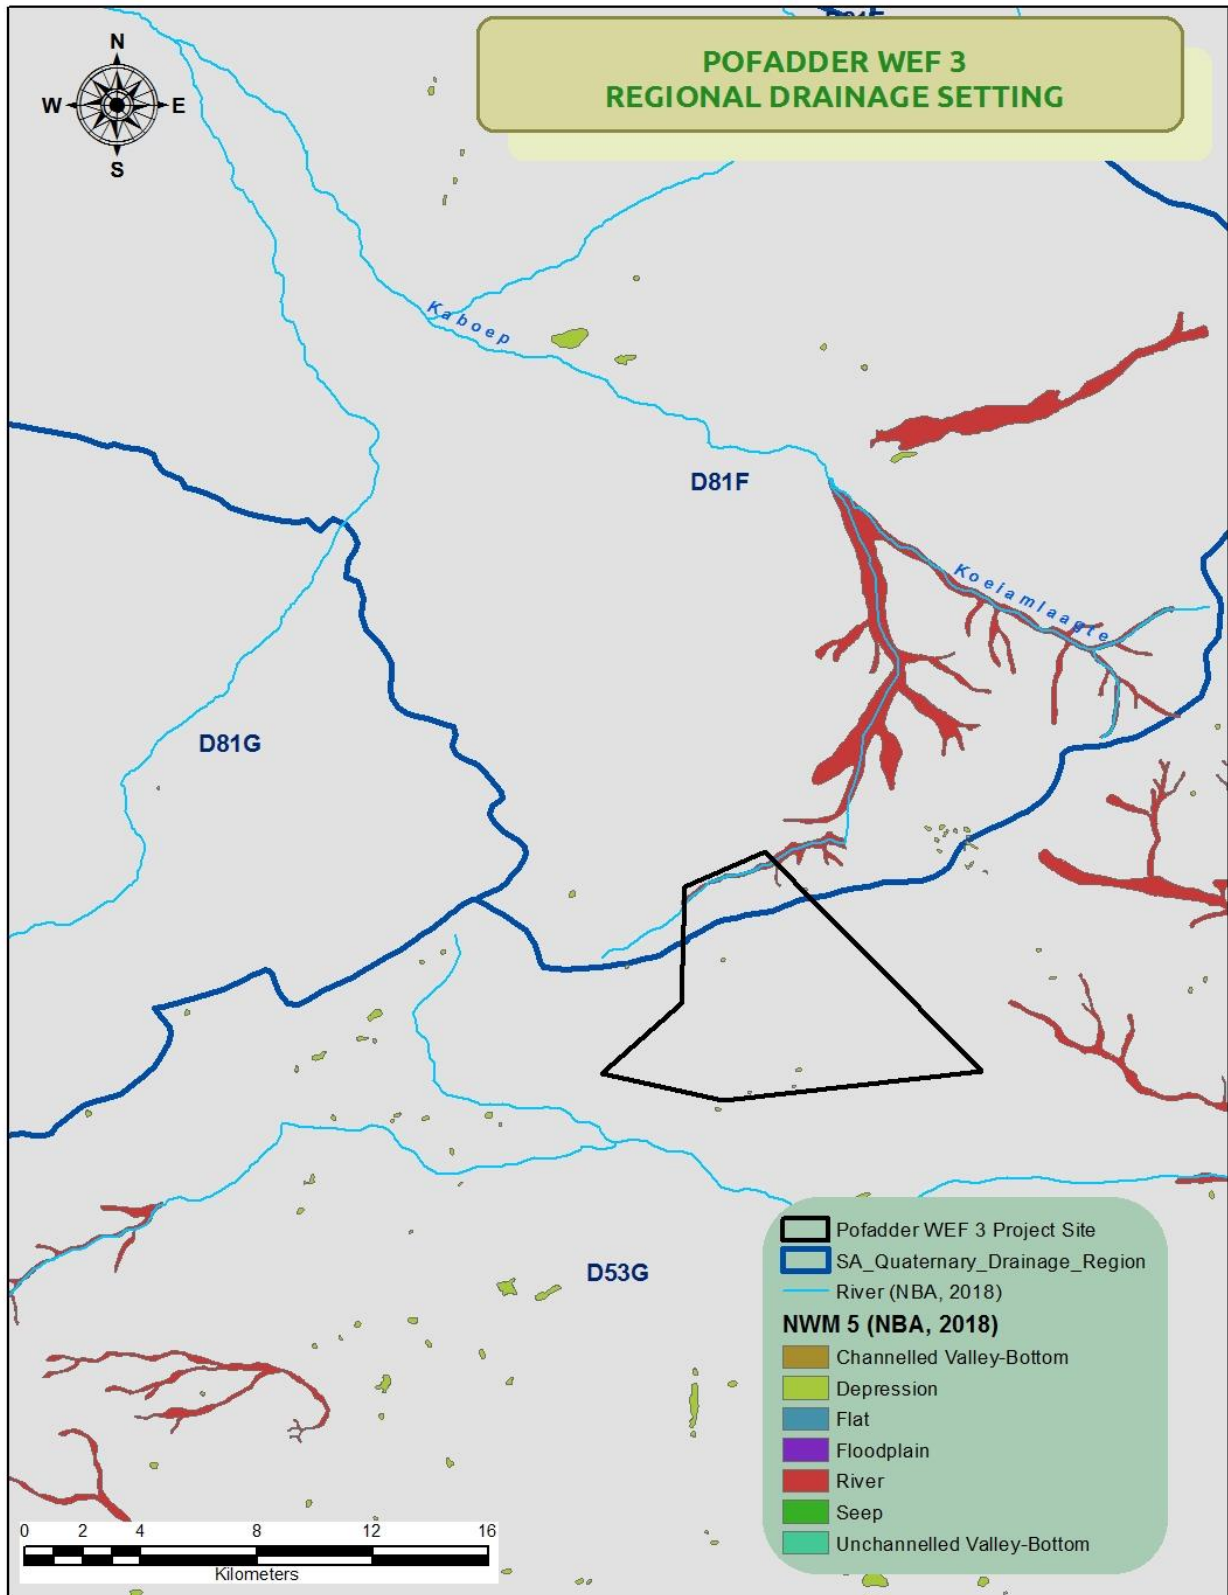 POFADDER WEF 3
REGIONAL DRAINAGE SETTING
N
W
E
S
Kaboep
D81F
Koeiamlaagte
D81G
D53G
Pofadder WEF 3 Project Site
SA_Quaternary_Drainage_Region
River (NBA, 2018)
NWM 5 (NBA, 2018)
Channelled Valley-Bottom
Depression
Flat
Floodplain
River
Seep
Unchannelled Valley-Bottom
0 2 4 8 12 16
Kilometers